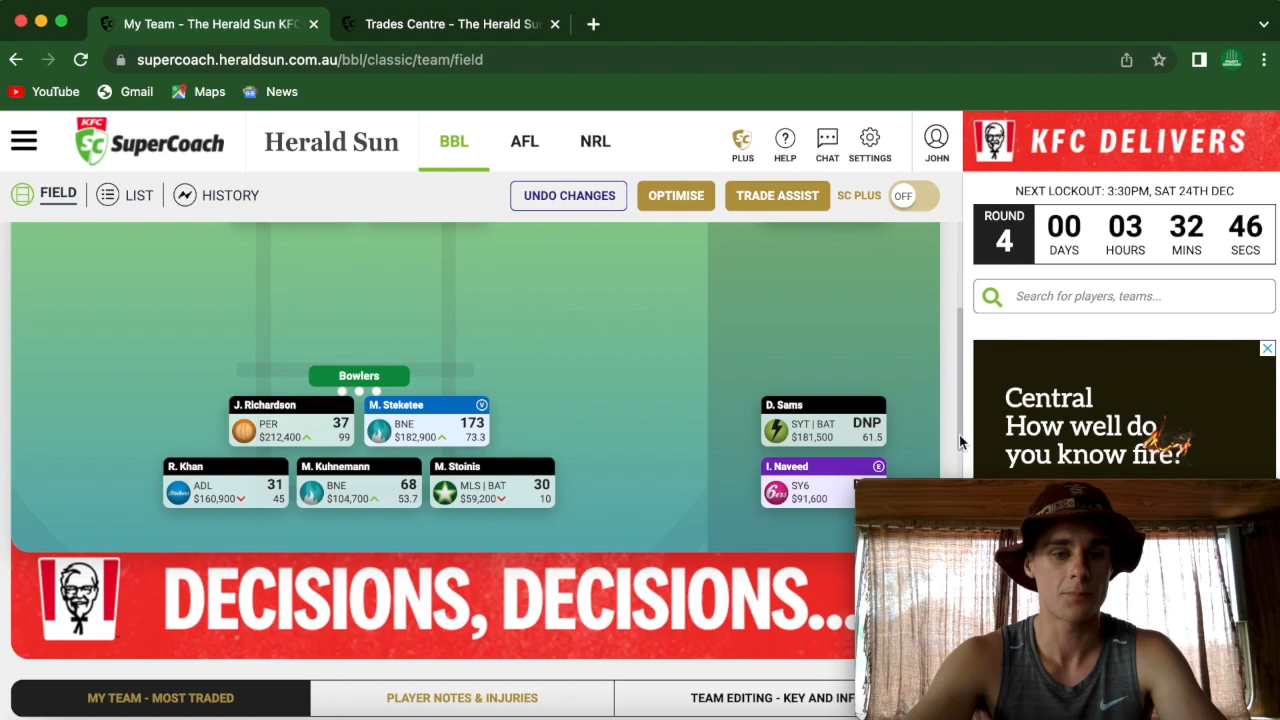 My Team - The Herald Sun KFC
Trades Centre - The Herald Su
supercoach.heraldsun.com.au/bbl/classic/team/field
YouTube Gmail Maps News
KFC SuperCoach Herald Sun BBL AFL NRL
PLUS HELP CHAT SETTINGS JOHN
KFC DELIVERS
FIELD LIST HISTORY UNDO CHANGES OPTIMISE TRADE ASSIST SC PLUS OFF
NEXT LOCKOUT: 3:30PM, SAT 24TH DEC
ROUND 4
00 DAYS 03 HOURS 32 MINS 46 SECS
Search for players, teams...
Bowlers
J. Richardson
PER 37
$212,400 99
M. Steketee V
BNE 173
$182,900 73.3
D. Sams
SYT | BAT DNP
$181,500 61.5
R. Khan
ADL 31
$160,900 45
M. Kuhnemann
BNE 68
$104,700 53.7
M. Stoinis
MLS | BAT 30
$59,200 10
I. Naveed E
SY6
$91,600
Central
How well do
you know fire?
KFC
DECISIONS, DECISIONS...
MY TEAM - MOST TRADED
PLAYER NOTES & INJURIES
TEAM EDITING - KEY AND INF